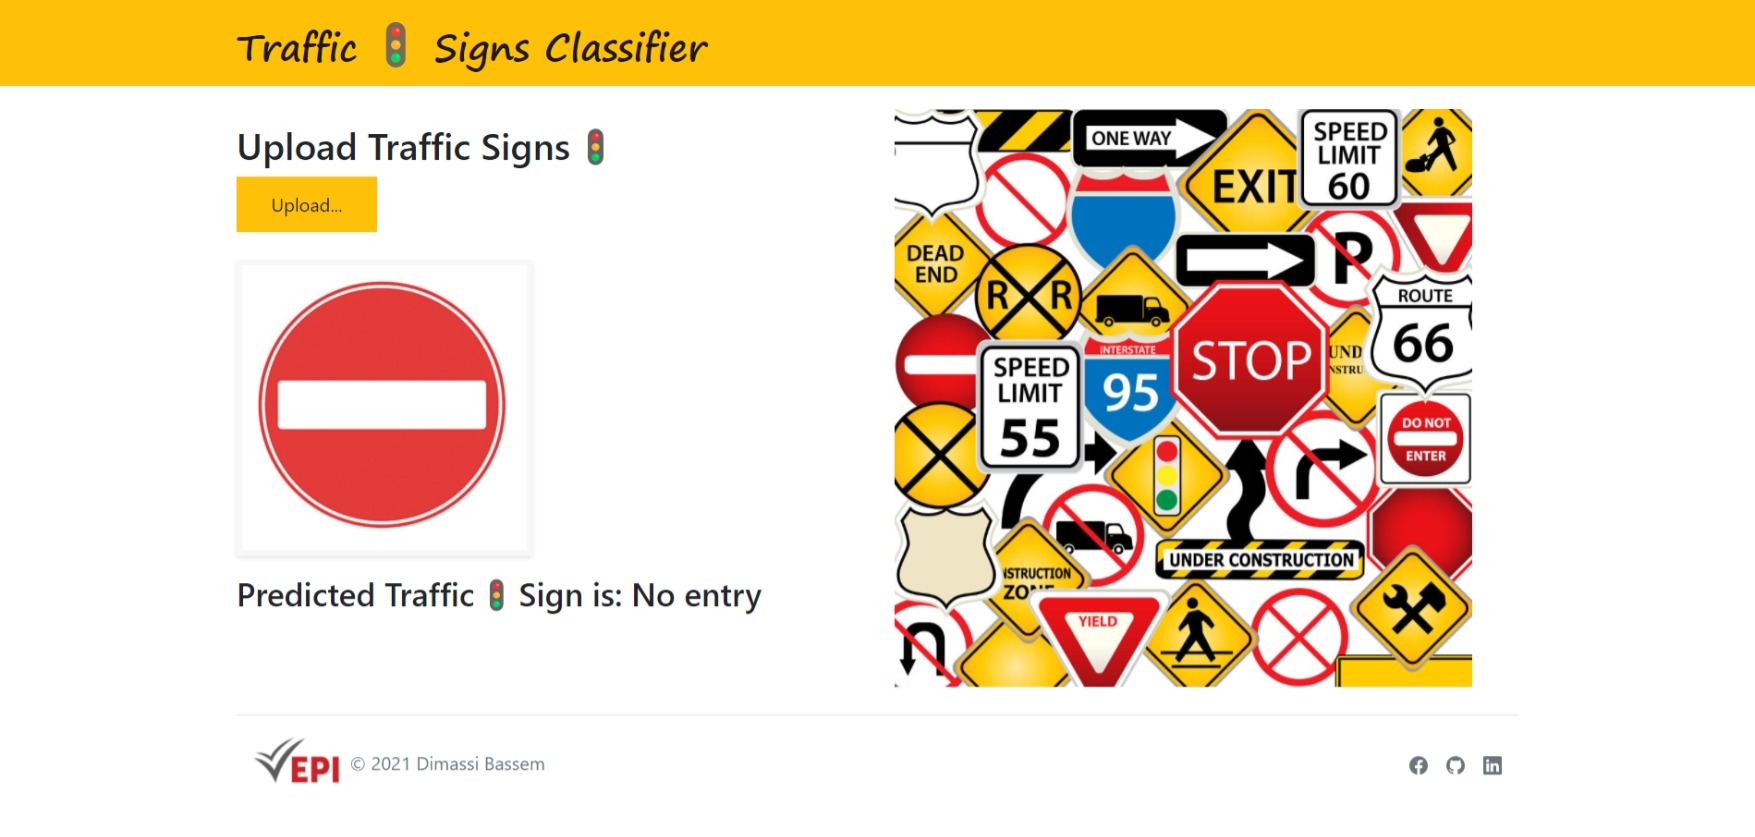 Traffic 🚦 Signs Classifier
Upload Traffic Signs 🚦
Upload...
Predicted Traffic 🚦 Sign is: No entry
ONE WAY
EXIT
SPEED
LIMIT
60
DEAD
END
R R
P
ROUTE
66
INTERSTATE
95
STOP
UND
NSTRU
SPEED
LIMIT
55
DO NOT
ENTER
UNDER CONSTRUCTION
NSTRUCTION
ZONE
YIELD
EPI © 2021 Dimassi Bassem